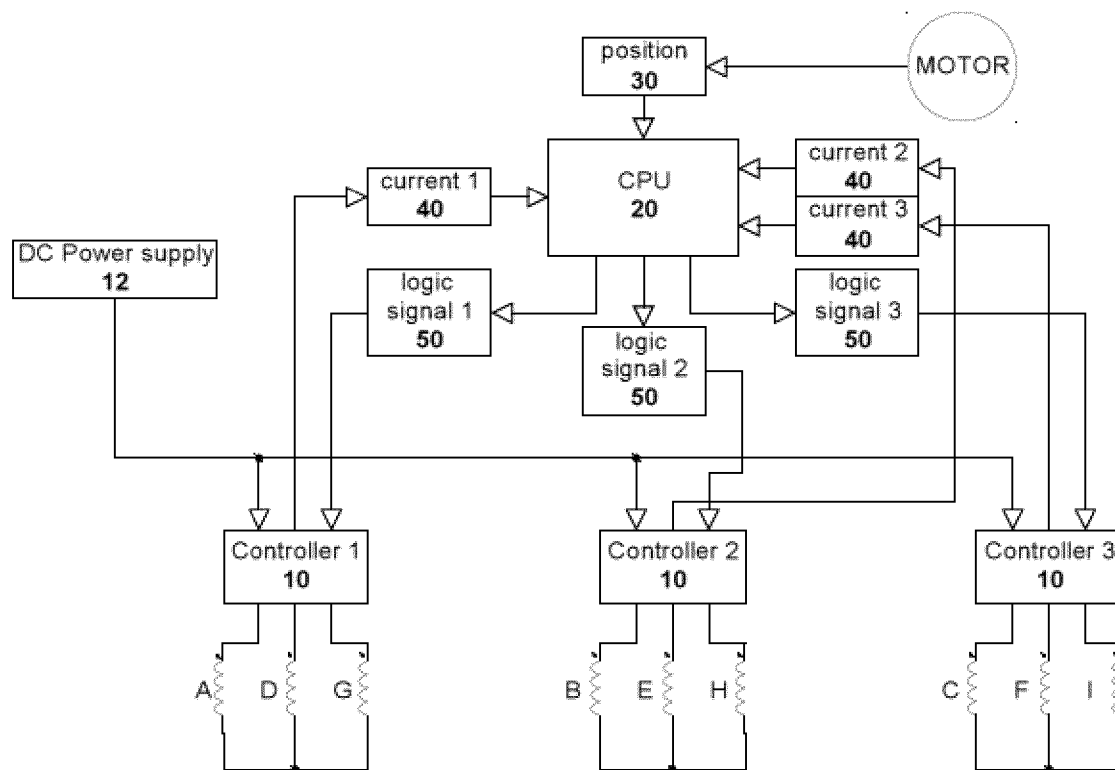 position
30
MOTOR
current 1
40
CPU
20
current 2
40
current 3
40
DC Power supply
12
logic
signal 1
50
logic
signal 2
50
logic
signal 3
50
Controller 1
10
Controller 2
10
Controller 3
10
A
D
G
B
E
H
C
F
I